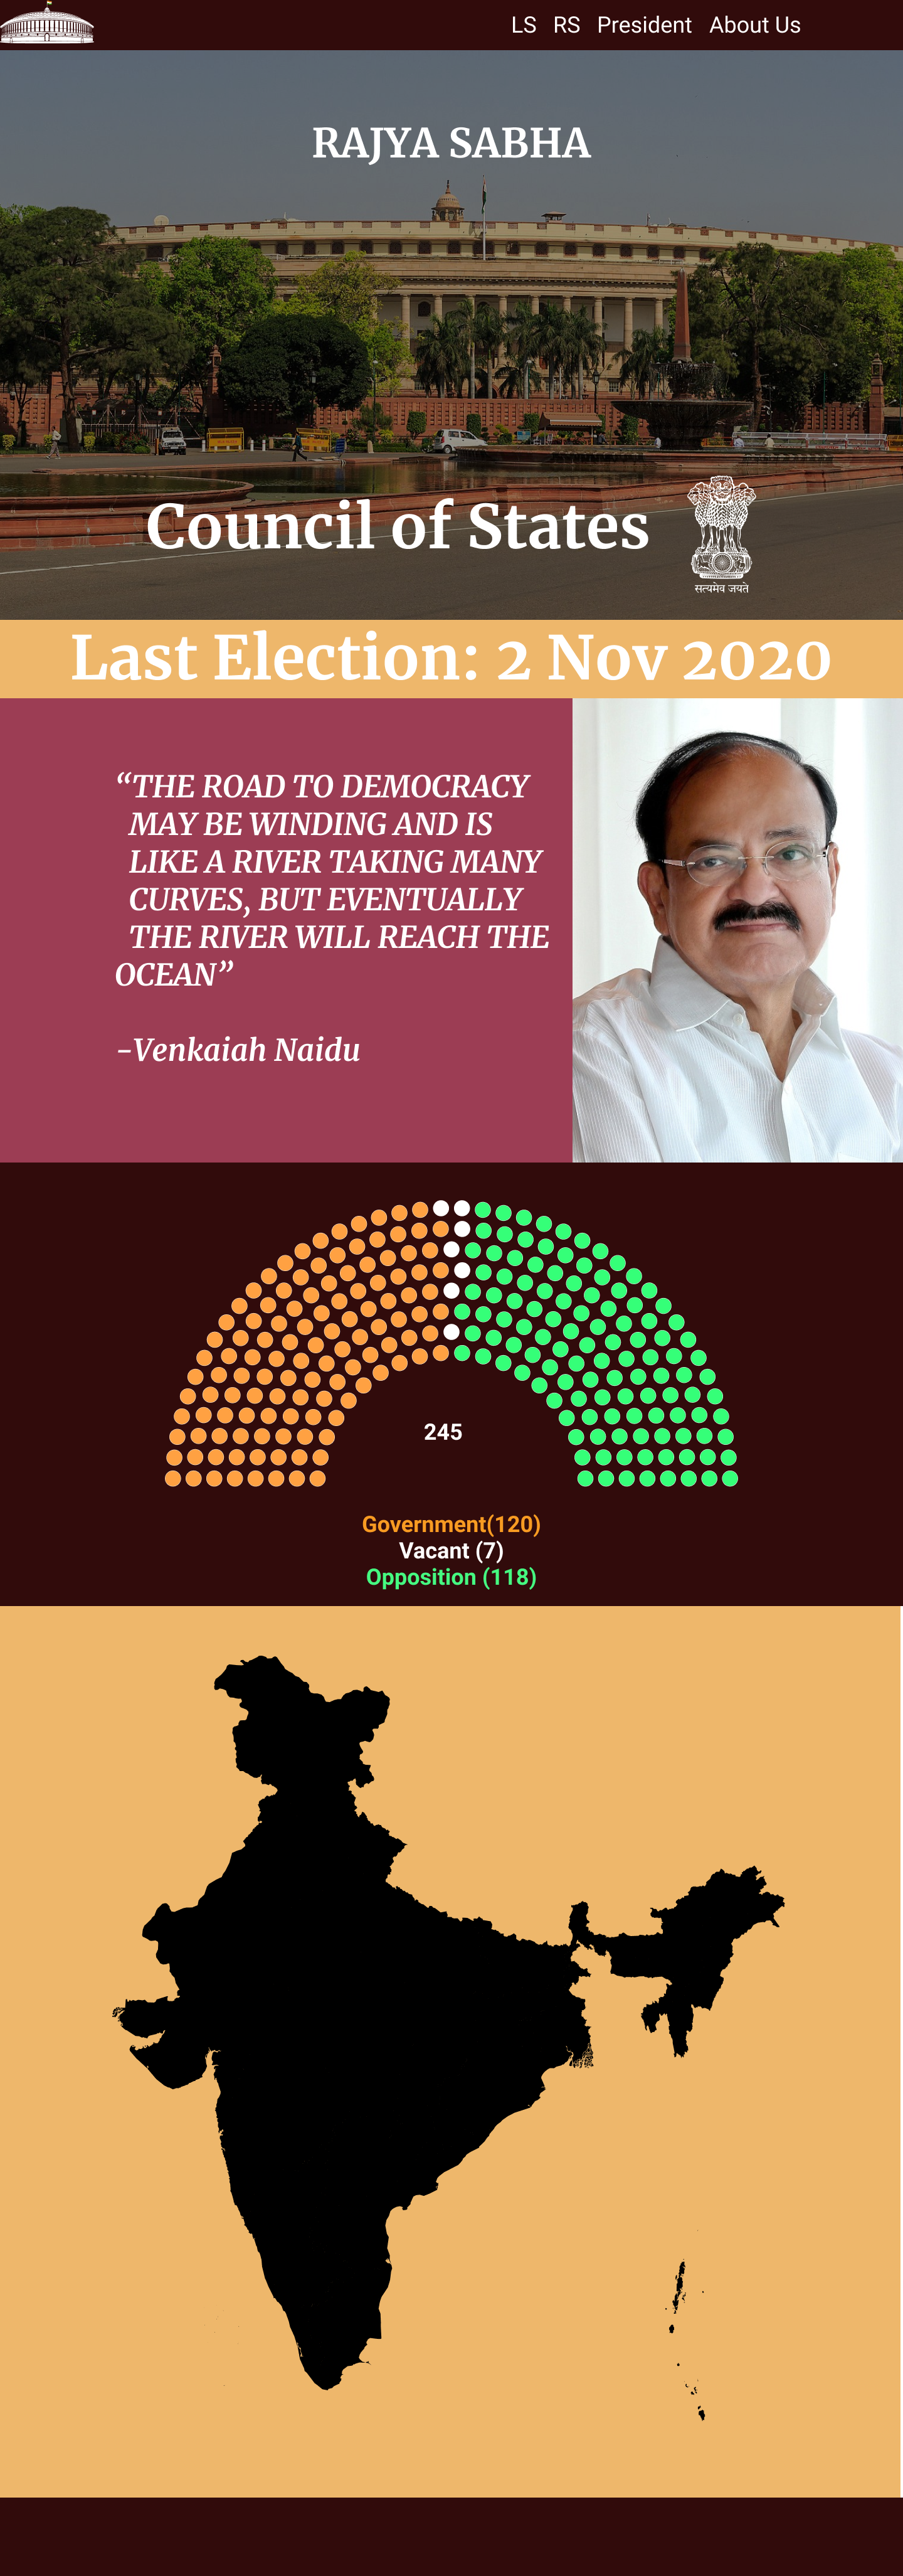 LS RS President About Us
RAJYA SABHA
Council of States
सत्यमेव जयते
Last Election: 2 Nov 2020
“THE ROAD TO DEMOCRACY
MAY BE WINDING AND IS
LIKE A RIVER TAKING MANY
CURVES, BUT EVENTUALLY
THE RIVER WILL REACH THE
OCEAN”
–Venkaiah Naidu
245
Government(120)
Vacant (7)
Opposition (118)